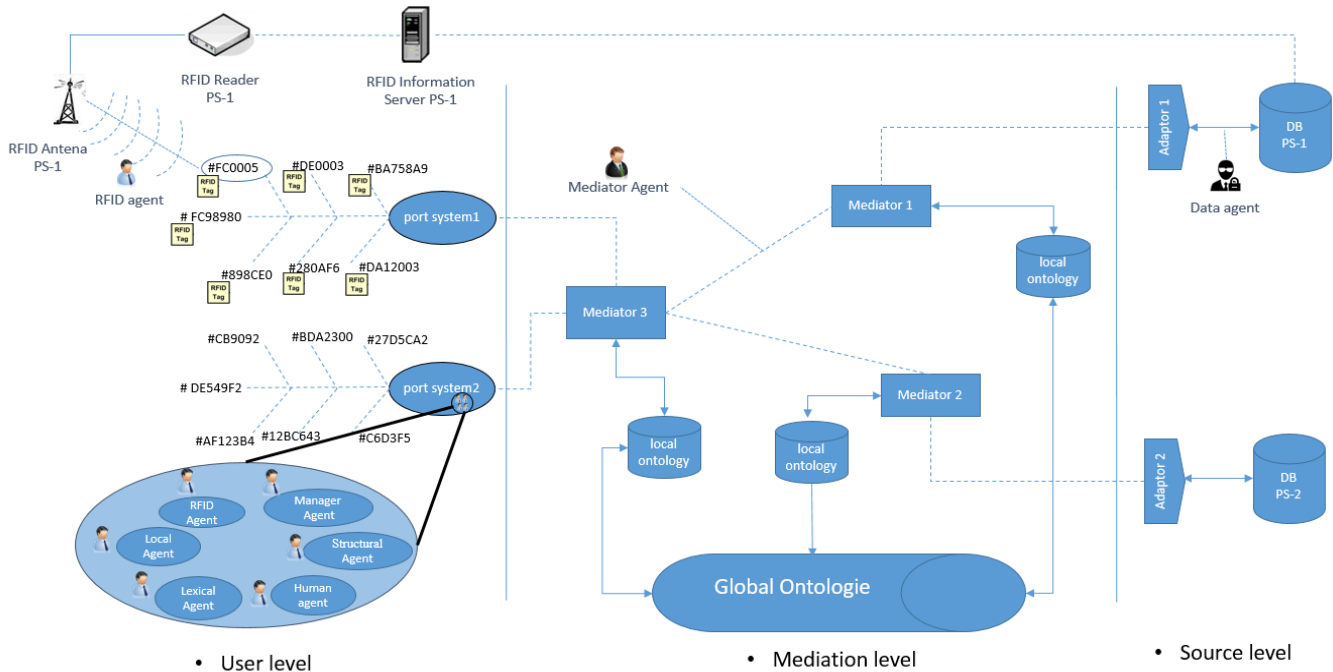 RFID Reader
PS-1
RFID Information
Server PS-1
RFID Antena
PS-1
RFID agent
#FC0005
RFID
Tag
#DE0003
RFID
Tag
#BA758A9
RFID
Tag
# FC98980
RFID
Tag
port system1
#898CE0
RFID
Tag
#280AF6
RFID
Tag
#DA12003
RFID
Tag
#CB9092
#BDA2300
#27D5CA2
# DE549F2
port system2
#AF123B4
#12BC643
#C6D3F5
RFID
Agent
Manager
Agent
Local
Agent
Structural
Agent
Lexical
Agent
Human
agent
• User level
Mediator Agent
Mediator 1
local
ontology
Mediator 3
Mediator 2
local
ontology
local
ontology
Global Ontologie
• Mediation level
Adaptor 1
DB
PS-1
Data agent
Adaptor 2
DB
PS-2
• Source level